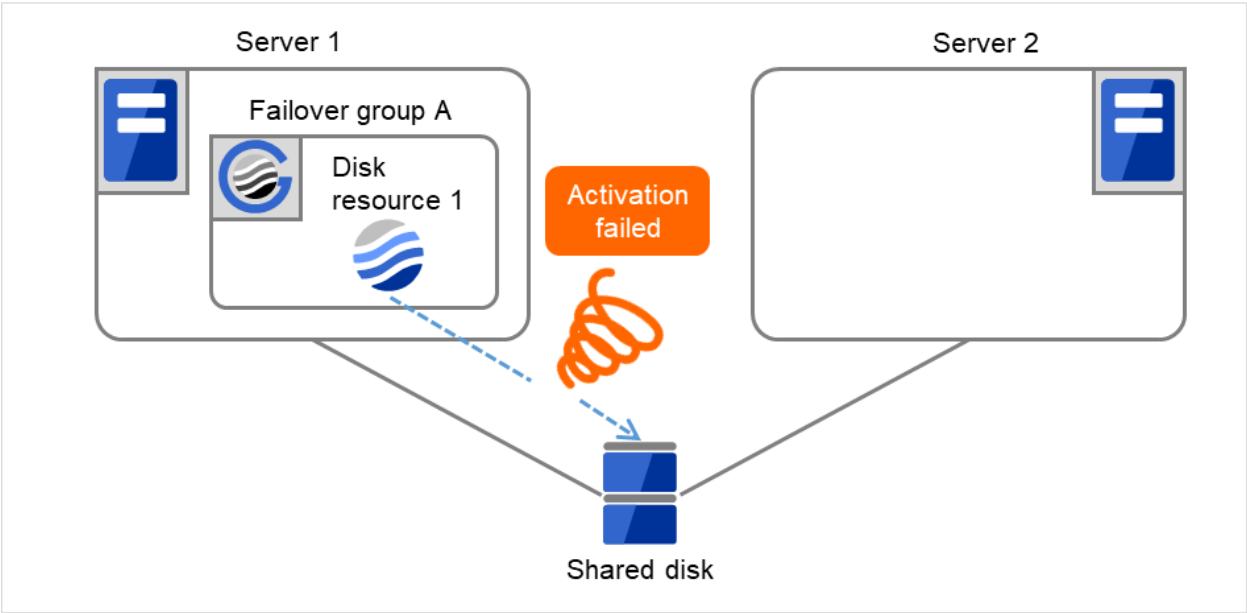 Server 1
Server 2
Failover group A
Disk
resource 1
Activation
failed
Shared disk